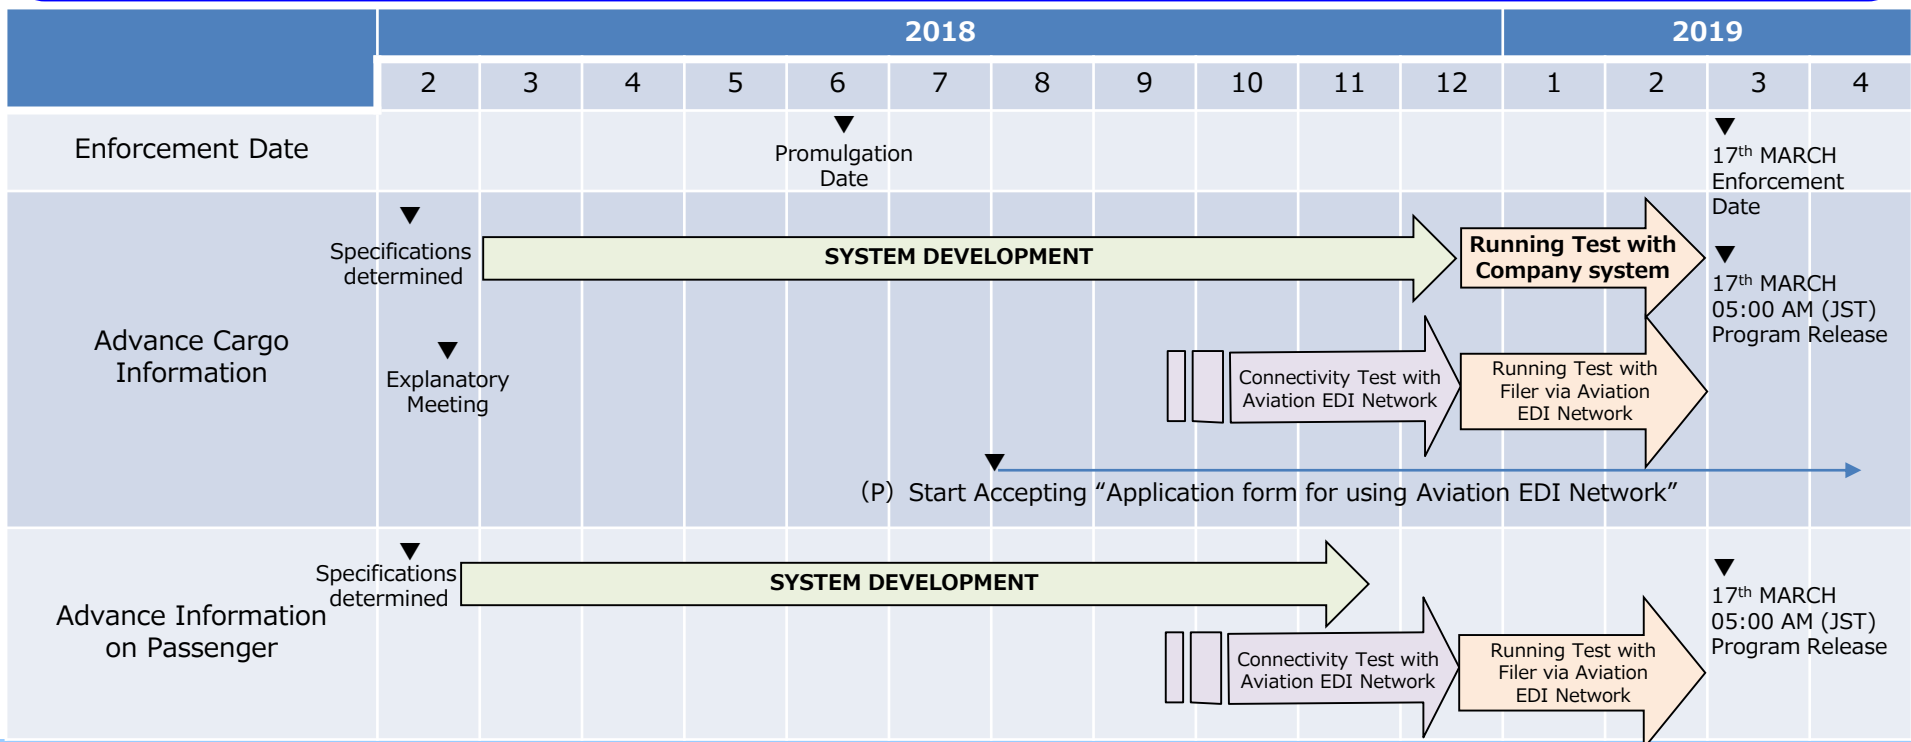 2018
2019
2
3
4
5
6
7
8
9
10
11
12
1
2
3
4
Enforcement Date
Promulgation
Date
17th MARCH
Enforcement
Date
Advance Cargo
Information
Specifications
determined
SYSTEM DEVELOPMENT
Running Test with
Company system
17th MARCH
05:00 AM (JST)
Program Release
Explanatory
Meeting
Connectivity Test with
Aviation EDI Network
Running Test with
Filer via Aviation
EDI Network
(P) Start Accepting “Application form for using Aviation EDI Network”
Advance Information
on Passenger
Specifications
determined
SYSTEM DEVELOPMENT
Connectivity Test with
Aviation EDI Network
Running Test with
Filer via Aviation
EDI Network
17th MARCH
05:00 AM (JST)
Program Release